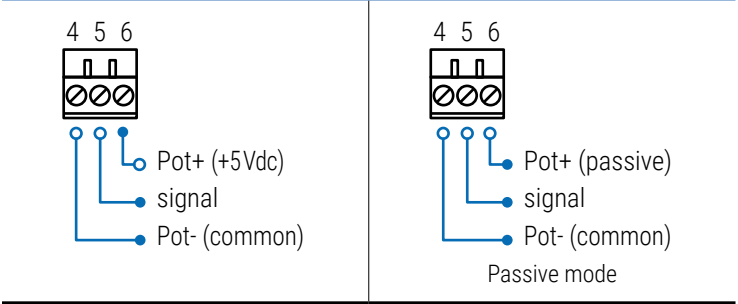 4 5 6
Pot+ (+5Vdc)
signal
Pot- (common)
4 5 6
Pot+ (passive)
signal
Pot- (common)
Passive mode